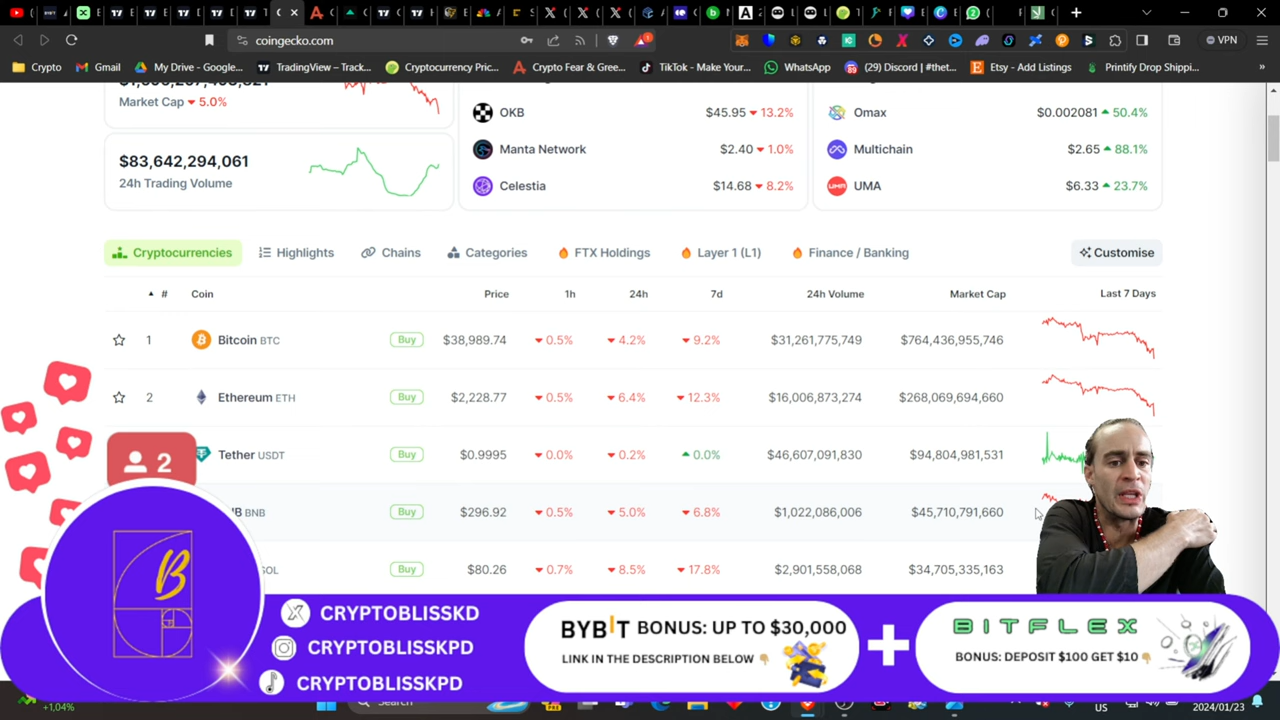 coingecko.com
VPN
Crypto
Gmail
My Drive - Google...
TradingView – Track...
Cryptocurrency Pric...
Crypto Fear & Gree...
TikTok - Make Your...
WhatsApp
(29) Discord | #thet...
Etsy - Add Listings
Printify Drop Shippi...
Market Cap 5.0%
$83,642,294,061
24h Trading Volume
OKB $45.95 13.2%
Manta Network $2.40 1.0%
Celestia $14.68 8.2%
Omax $0.002081 50.4%
Multichain $2.65 88.1%
UMA $6.33 23.7%
Cryptocurrencies Highlights Chains Categories FTX Holdings Layer 1 (L1) Finance / Banking Customise
# Coin Price 1h 24h 7d 24h Volume Market Cap Last 7 Days
1 Bitcoin BTC Buy $38,989.74 0.5% 4.2% 9.2% $31,261,775,749 $764,436,955,746
2 Ethereum ETH Buy $2,228.77 0.5% 6.4% 12.3% $16,006,873,274 $268,069,694,660
Tether USDT Buy $0.9995 0.0% 0.2% 0.0% $46,607,091,830 $94,804,981,531
BNB Buy $296.92 0.5% 5.0% 6.8% $1,022,086,006 $45,710,791,660
SOL Buy $80.26 0.7% 8.5% 17.8% $2,901,558,068 $34,705,335,163
2
B
CRYPTOBLISSKD
CRYPTOBLISSKPD
CRYPTOBLISSKPD
BYBIT BONUS: UP TO $30,000
LINK IN THE DESCRIPTION BELOW
+
BITFLEX
BONUS: DEPOSIT $100 GET $10
+1,04%
Search
US
2024/01/23